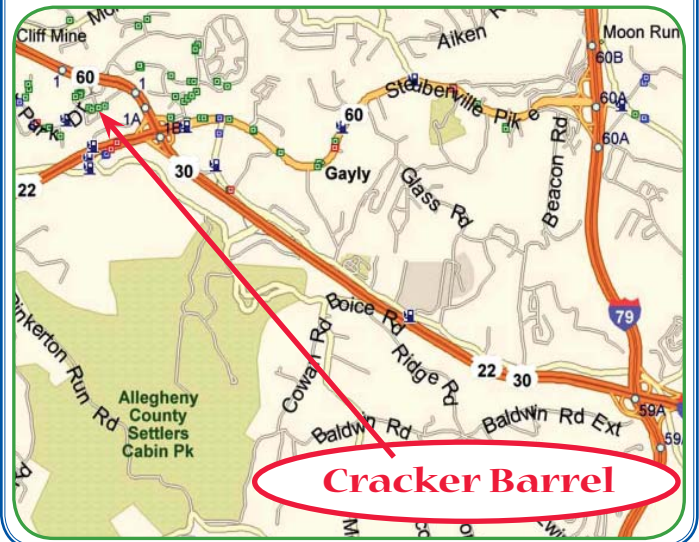 Cliff Mine
Aiken
Moon Run
60B
60
1
1
Steubenville Pike
60A
Park Dr
1A
1B
60
60A
Beacon Rd
Gayly
30
22
Glass Rd
79
Boice Rd
Pinkerton Run Rd
Cowan Rd
Ridge Rd
22
30
Allegheny
County
Settlers
Cabin Pk
59A
Baldwin Rd
Baldwin Rd Ext
59
Cracker Barrel